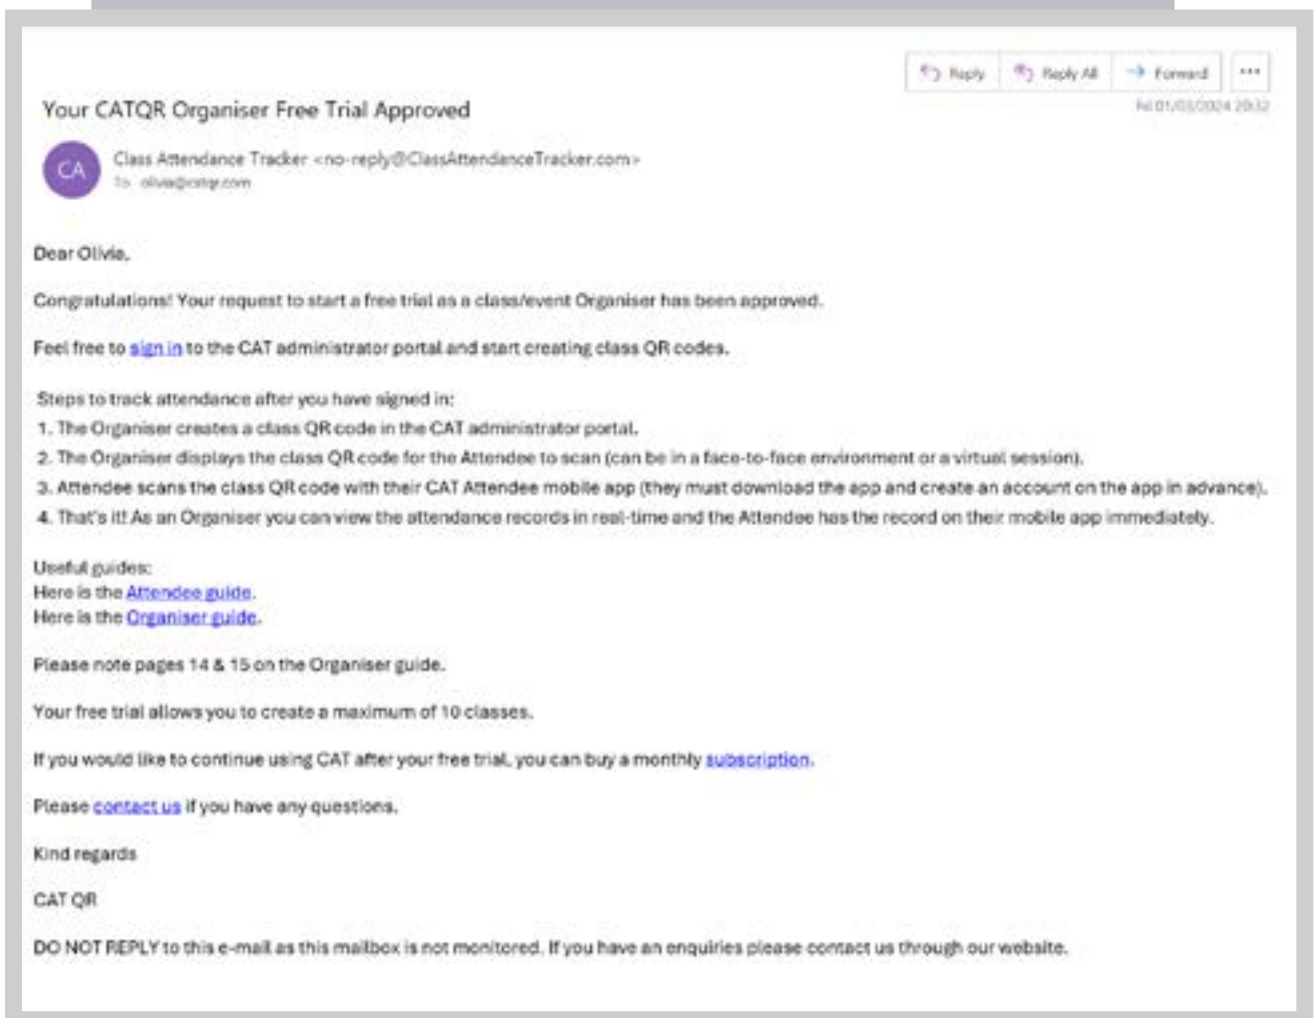 Reply Reply All Forward ...
Your CATQR Organiser Free Trial Approved
Fri 01/03/2024 20:32
CA
Class Attendance Tracker <no-reply@ClassAttendanceTracker.com>
To olivia@catqr.com
Dear Olivia,
Congratulations! Your request to start a free trial as a class/event Organiser has been approved.
Feel free to sign in to the CAT administrator portal and start creating class QR codes.
Steps to track attendance after you have signed in:
1. The Organiser creates a class QR code in the CAT administrator portal.
2. The Organiser displays the class QR code for the Attendee to scan (can be in a face-to-face environment or a virtual session).
3. Attendee scans the class QR code with their CAT Attendee mobile app (they must download the app and create an account on the app in advance).
4. That's it! As an Organiser you can view the attendance records in real-time and the Attendee has the record on their mobile app immediately.
Useful guides:
Here is the Attendee guide.
Here is the Organiser guide.
Please note pages 14 & 15 on the Organiser guide.
Your free trial allows you to create a maximum of 10 classes.
If you would like to continue using CAT after your free trial, you can buy a monthly subscription.
Please contact us if you have any questions.
Kind regards
CAT QR
DO NOT REPLY to this e-mail as this mailbox is not monitored. If you have an enquiries please contact us through our website.